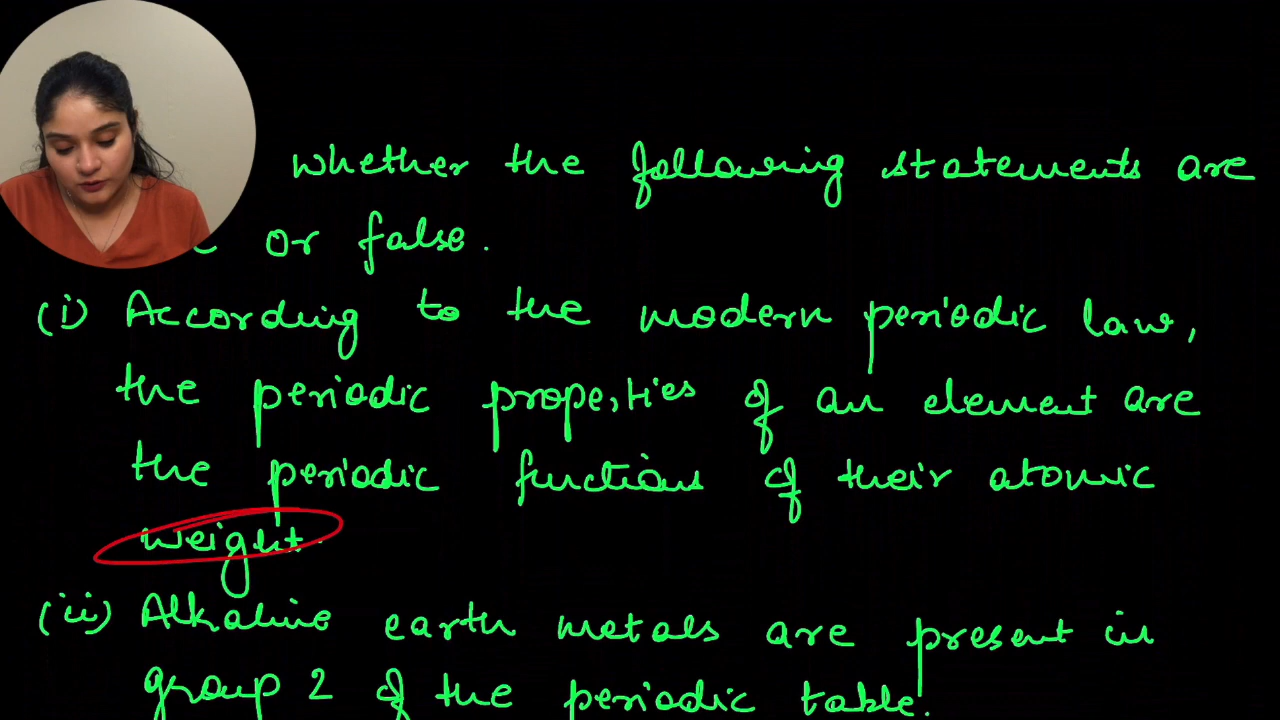 whether the following statements are
or false.
(i) According to the modern periodic law,
the periodic properties of an element are
the periodic functions of their atomic
weight.
(ii) Alkaline earth metals are present in
group 2 of the periodic table.